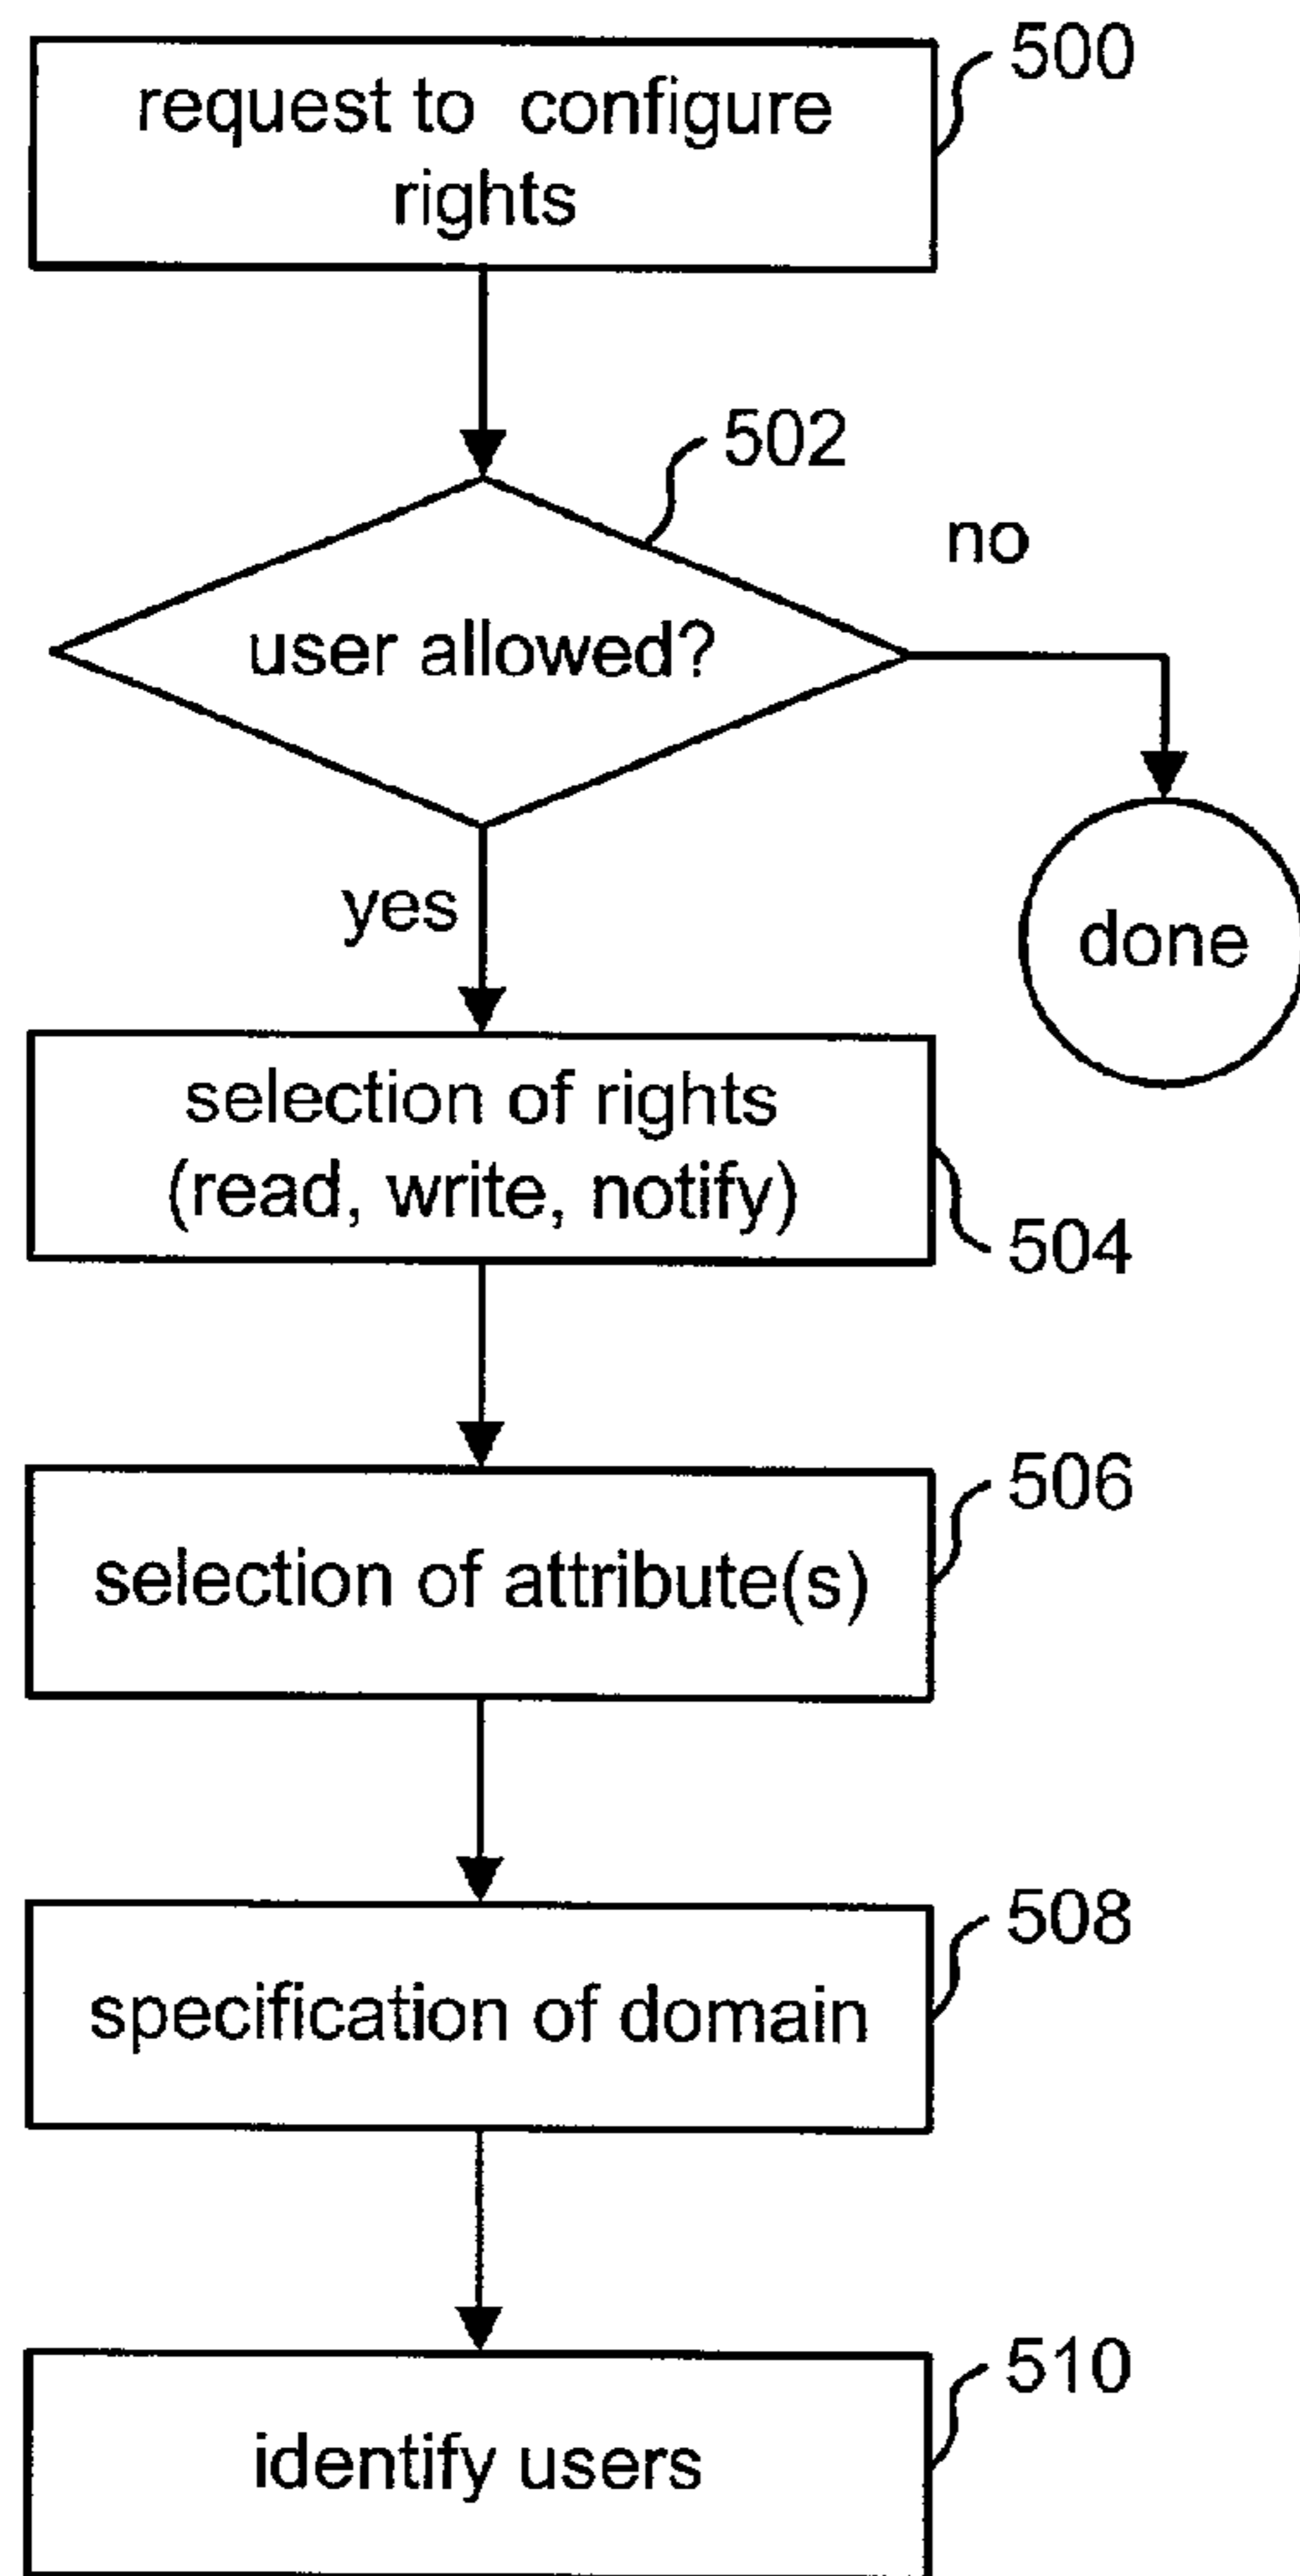 500
request to configure
rights
502
no
user allowed?
yes
done
selection of rights
(read, write, notify)
504
506
selection of attribute(s)
508
specification of domain
510
identify users